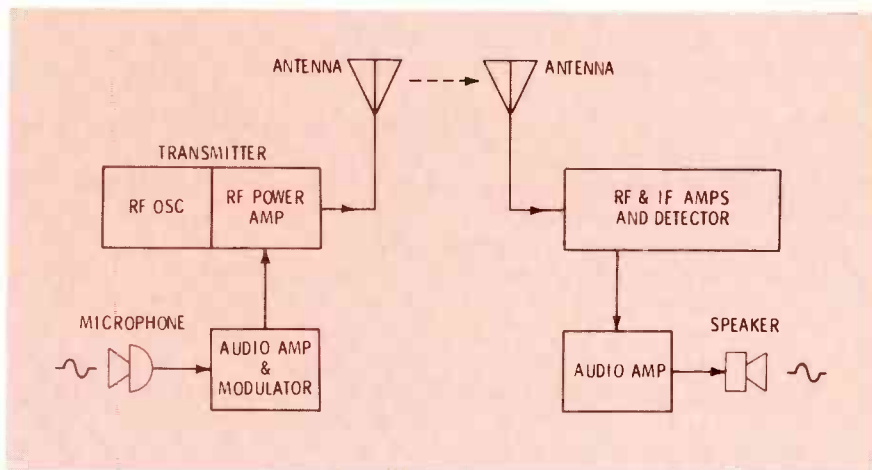 ANTENNA
ANTENNA
TRANSMITTER
RF OSC
RF POWER
AMP
RF & IF AMPS
AND DETECTOR
MICROPHONE
AUDIO AMP
&
MODULATOR
SPEAKER
AUDIO AMP